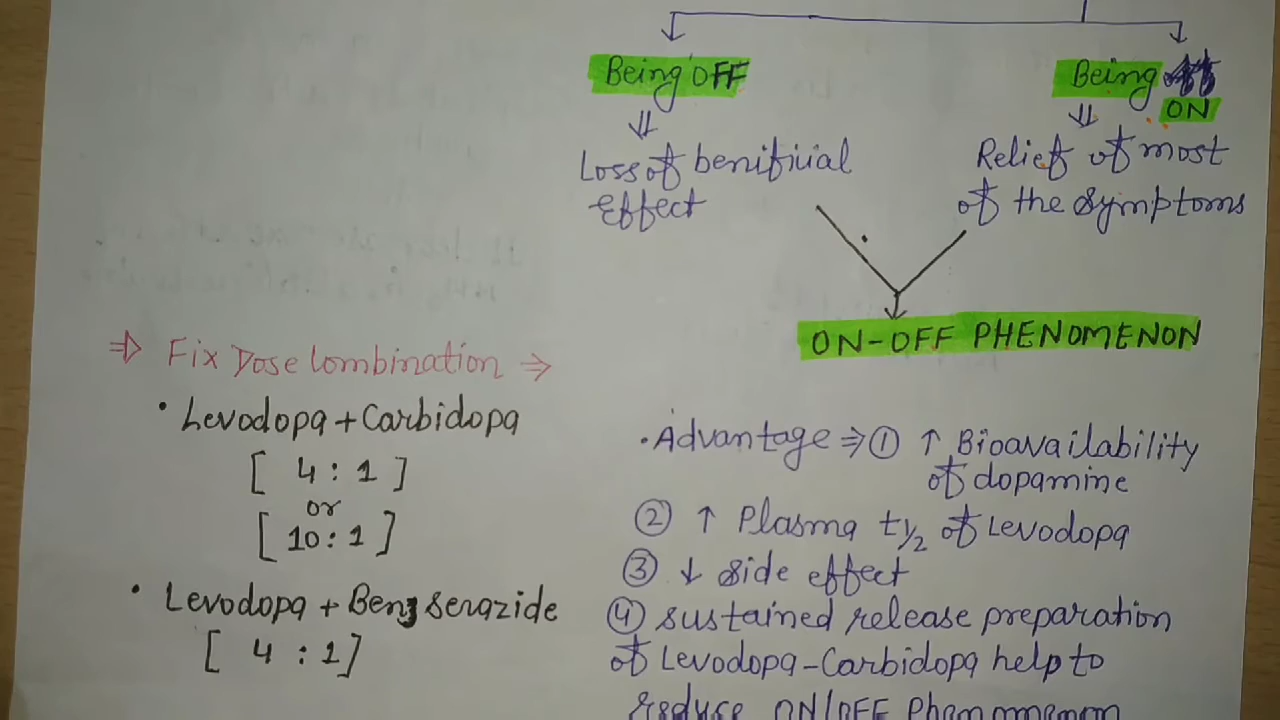 Being OFF
Being
ON
Loss of benificial
Effect
Relief of most
of the symptoms
ON-OFF PHENOMENON
⇒ Fix Dose Combination ⇒
• Levodopa + Carbidopa
[ 4 : 1 ]
or
[ 10 : 1 ]
• Levodopa + Benserazide
[ 4 : 1 ]
• Advantage ⇒ ① ↑ Bioavailability
of dopamine
② ↑ Plasma t1/2 of Levodopa
③ ↓ side effect
④ sustained release preparation
of Levodopa-Carbidopa help to
reduce ON/OFF